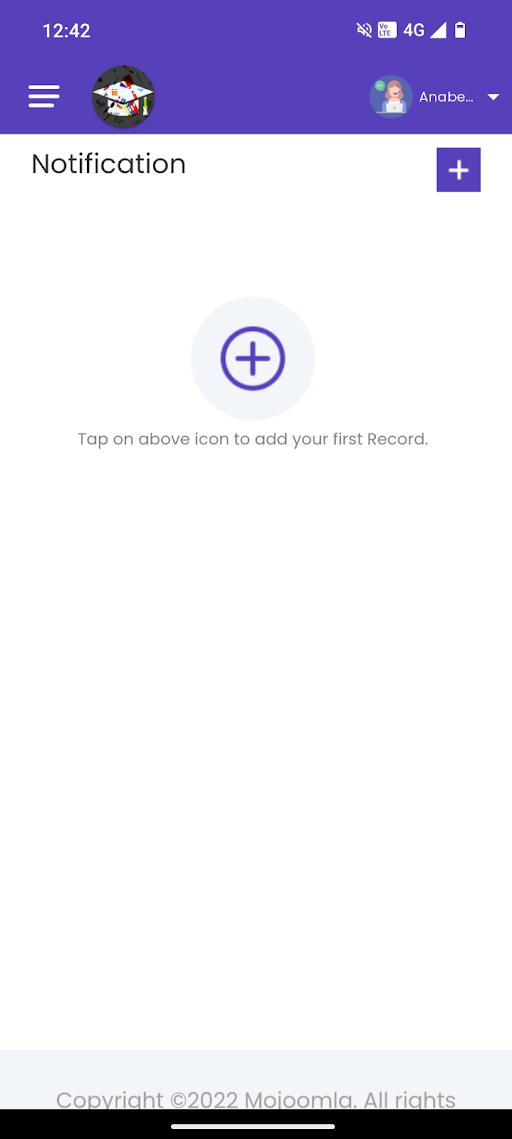 12:42
Vo LTE 4G
Anabe...
Notification
Tap on above icon to add your first Record.
Copyright ©2022 Mojoomla. All rights